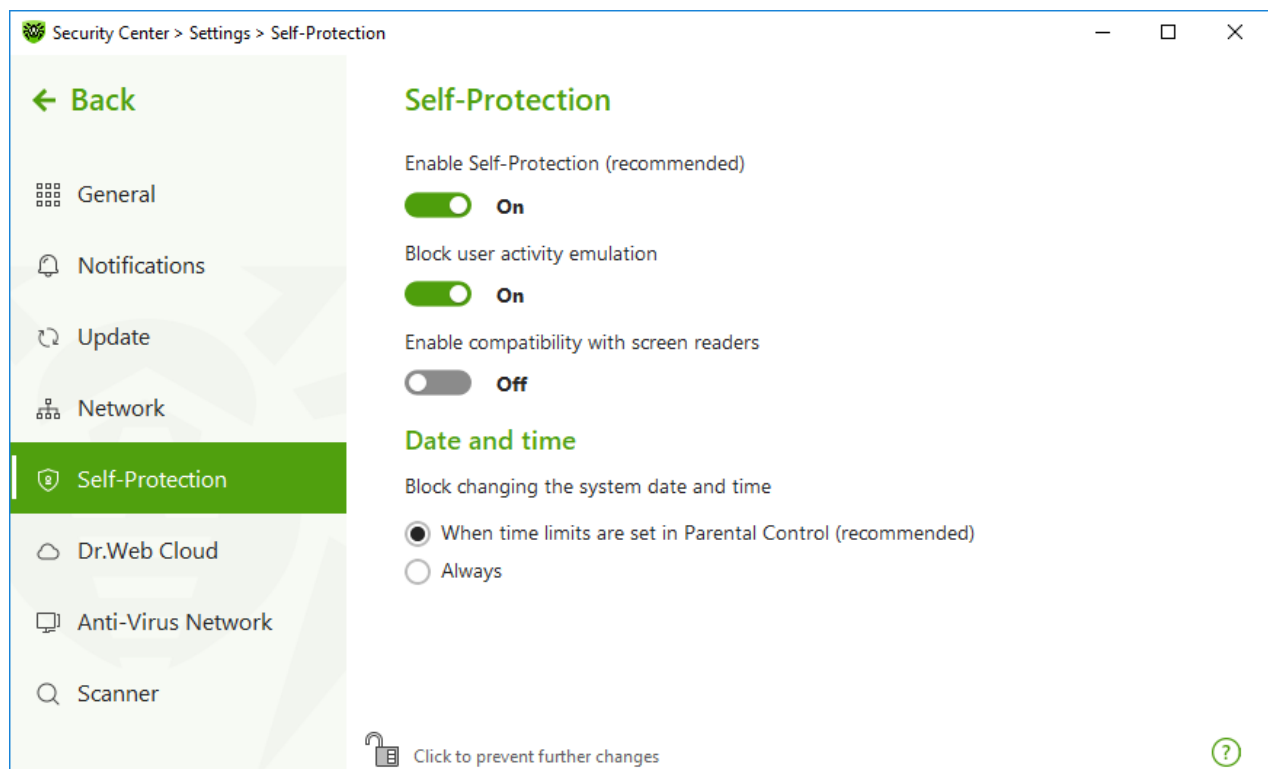 Security Center > Settings > Self-Protection
Back
General
Notifications
Update
Network
Self-Protection
Dr.Web Cloud
Anti-Virus Network
Scanner
Self-Protection
Enable Self-Protection (recommended)
On
Block user activity emulation
On
Enable compatibility with screen readers
Off
Date and time
Block changing the system date and time
When time limits are set in Parental Control (recommended)
Always
Click to prevent further changes
?